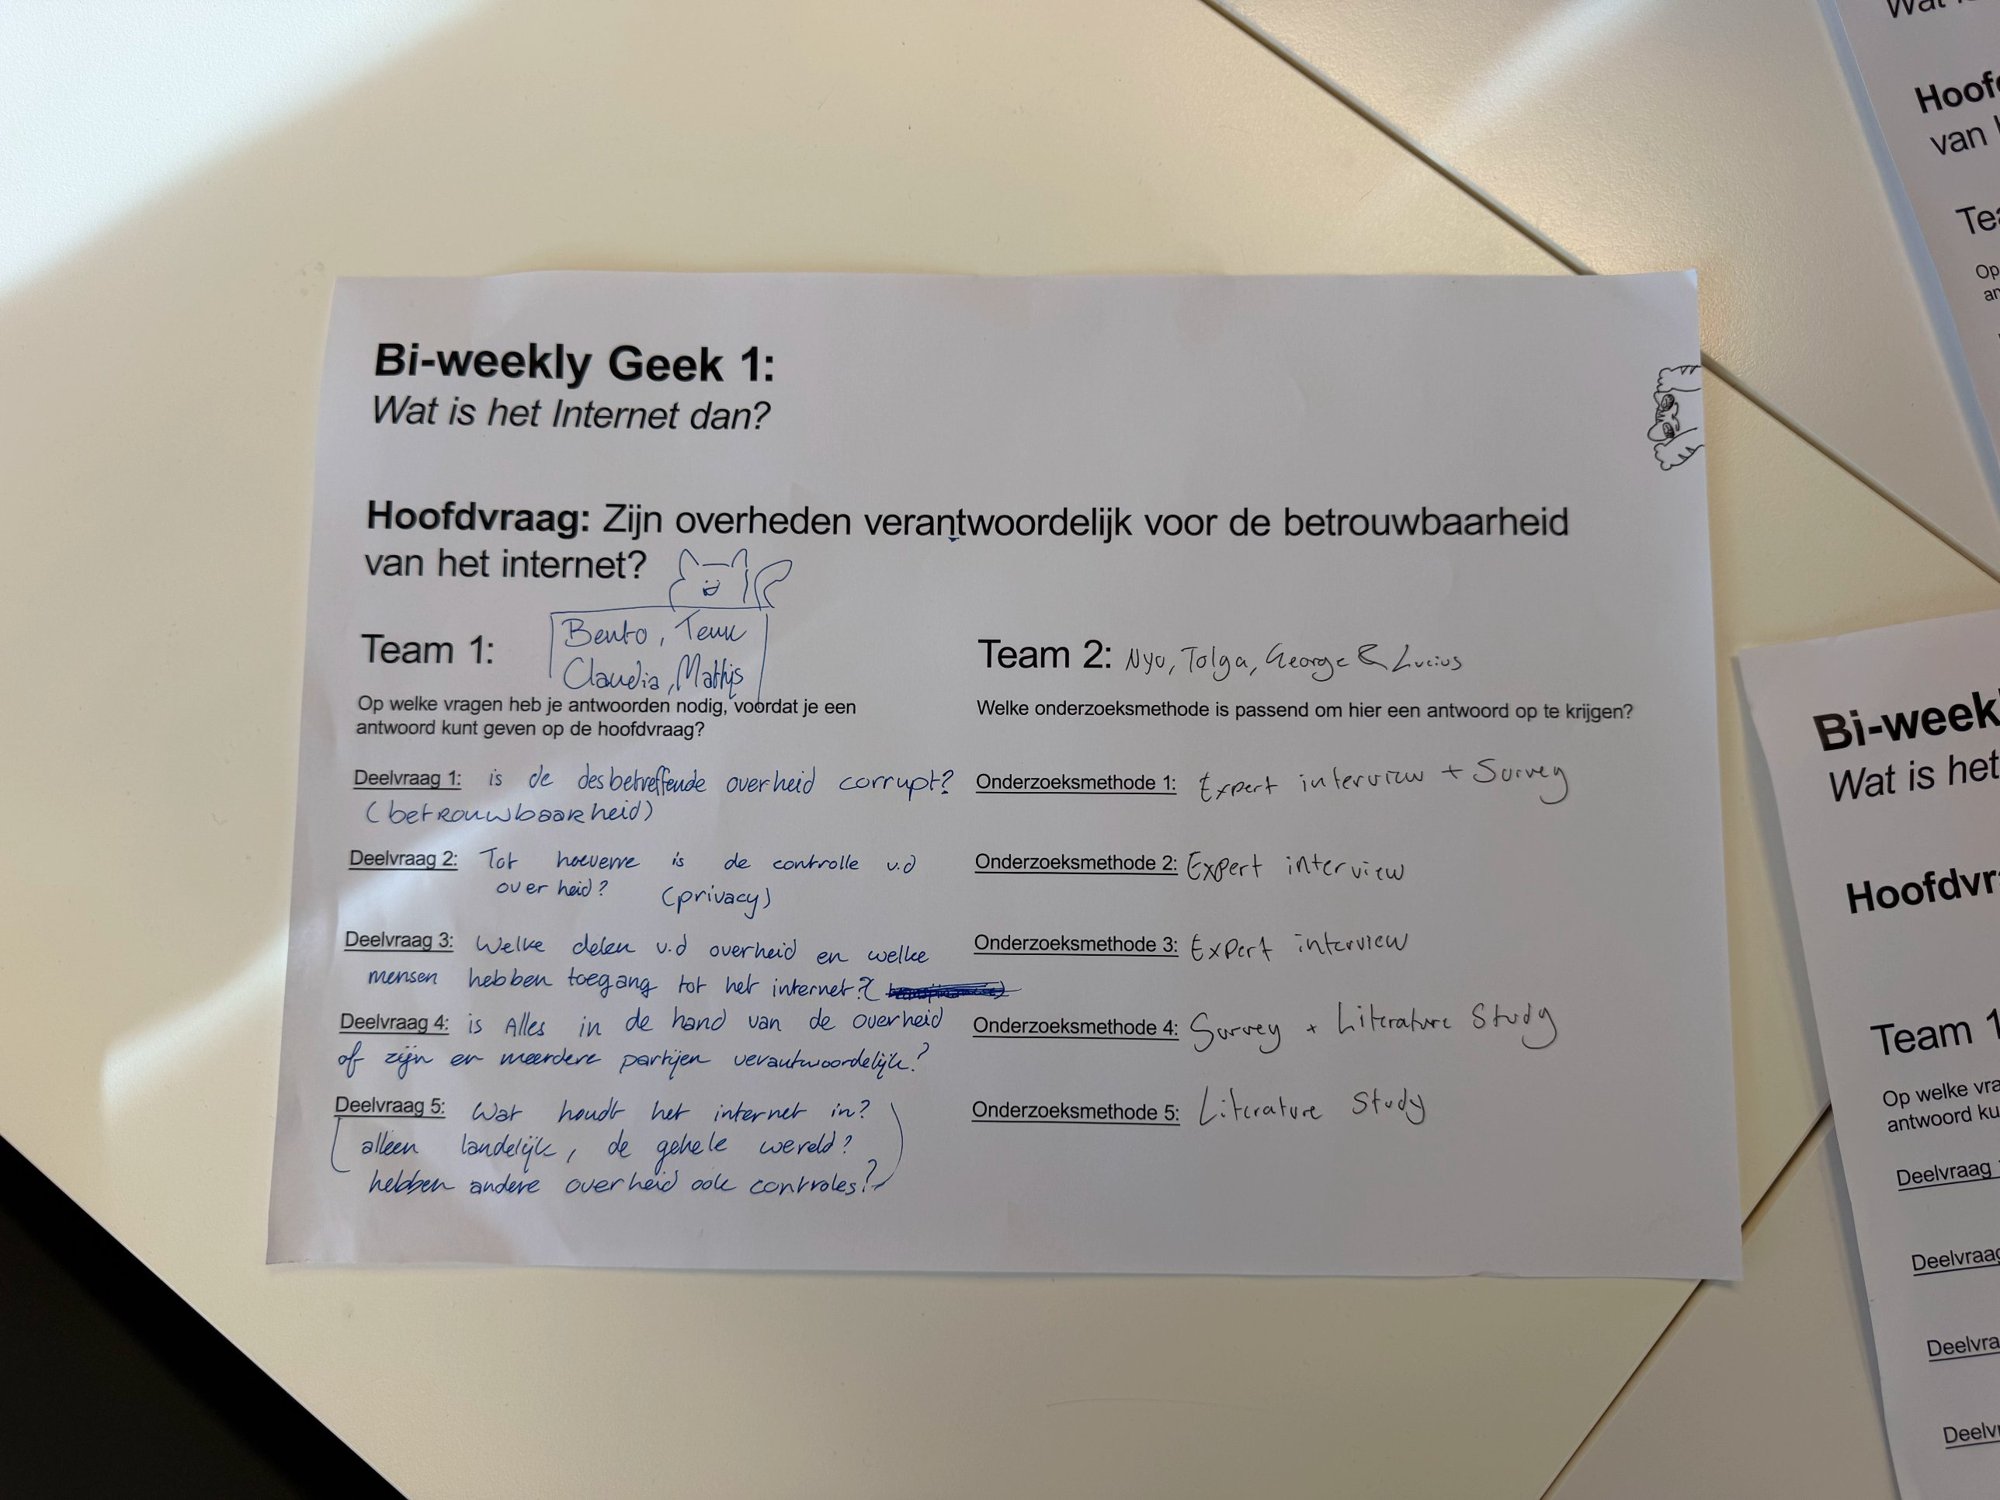 Bi-weekly Geek 1:
Wat is het Internet dan?
Hoofdvraag: Zijn overheden verantwoordelijk voor de betrouwbaarheid
van het internet?
Team 1:
Bento, Teun
Claudia, Mathijs
Op welke vragen heb je antwoorden nodig, voordat je een
antwoord kunt geven op de hoofdvraag?
Deelvraag 1: is de desbetreffende overheid corrupt?
(betrouwbaarheid)
Deelvraag 2: Tot hoeverre is de controlle v.d
overheid? (privacy)
Deelvraag 3: Welke delen v.d overheid en welke
mensen hebben toegang tot het internet?
Deelvraag 4: is Alles in de hand van de overheid
of zijn er meerdere partijen verantwoordelijk?
Deelvraag 5: Wat houdt het internet in?
(alleen landelijk, de gehele wereld?
hebben andere overheid ook controles?)
Team 2: Nyo, Tolga, George & Lucius
Welke onderzoeksmethode is passend om hier een antwoord op te krijgen?
Onderzoeksmethode 1: Expert interview + Survey
Onderzoeksmethode 2: Expert interview
Onderzoeksmethode 3: Expert interview
Onderzoeksmethode 4: Survey + Literature Study
Onderzoeksmethode 5: Literature Study
Hoof
van
Op
Bi-week
Wat is het
Hoofdvr
Team 1
Op welke vra
antwoord ku
Deelvraag
Deelvraag
Deelvra
Deelv